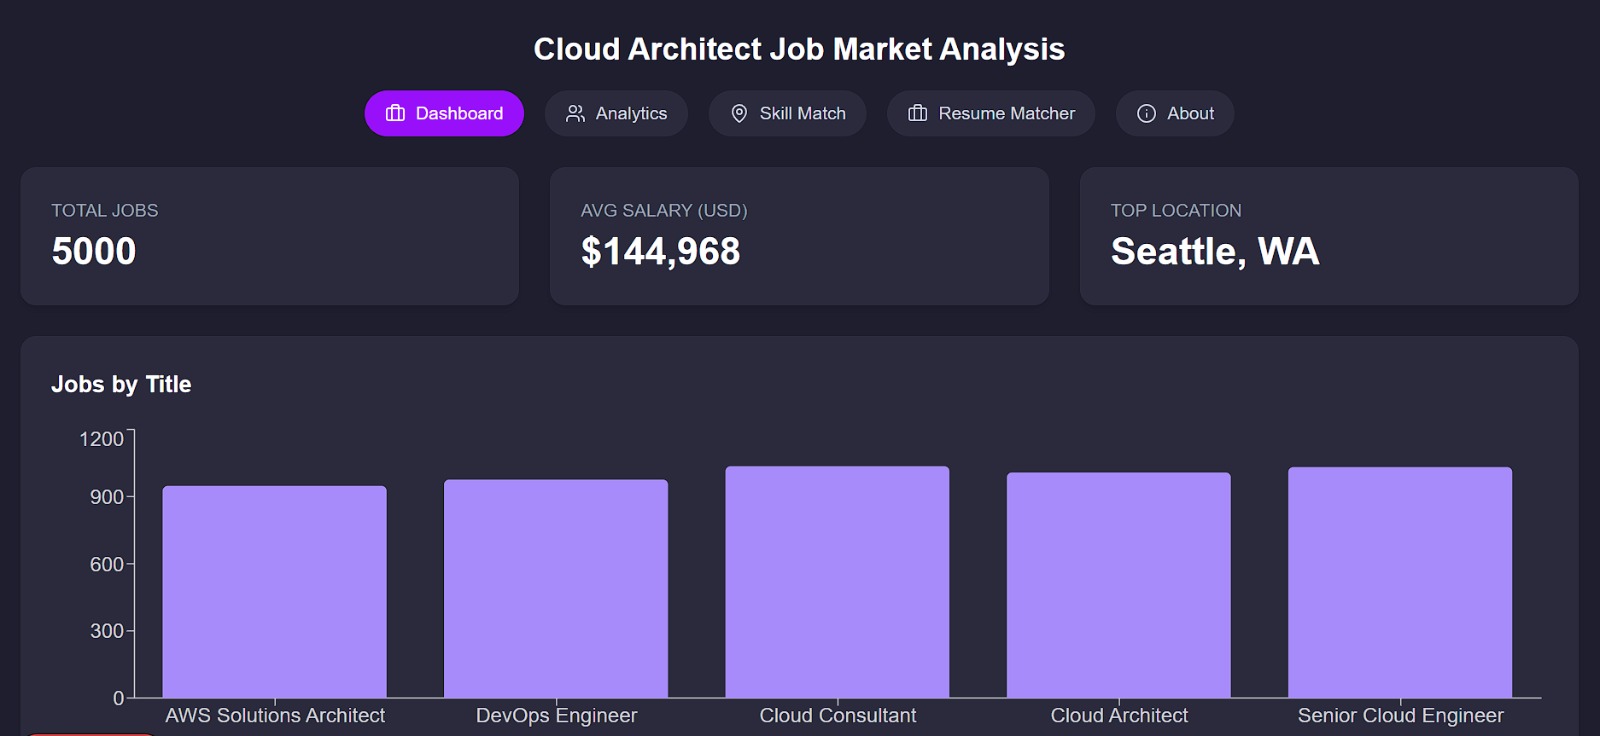 Cloud Architect Job Market Analysis
Dashboard Analytics Skill Match Resume Matcher About
TOTAL JOBS AVG SALARY (USD) TOP LOCATION
5000 $144,968 Seattle, WA
Jobs by Title
1200
900
600
300
0
AWS Solutions Architect DevOps Engineer Cloud Consultant Cloud Architect Senior Cloud Engineer